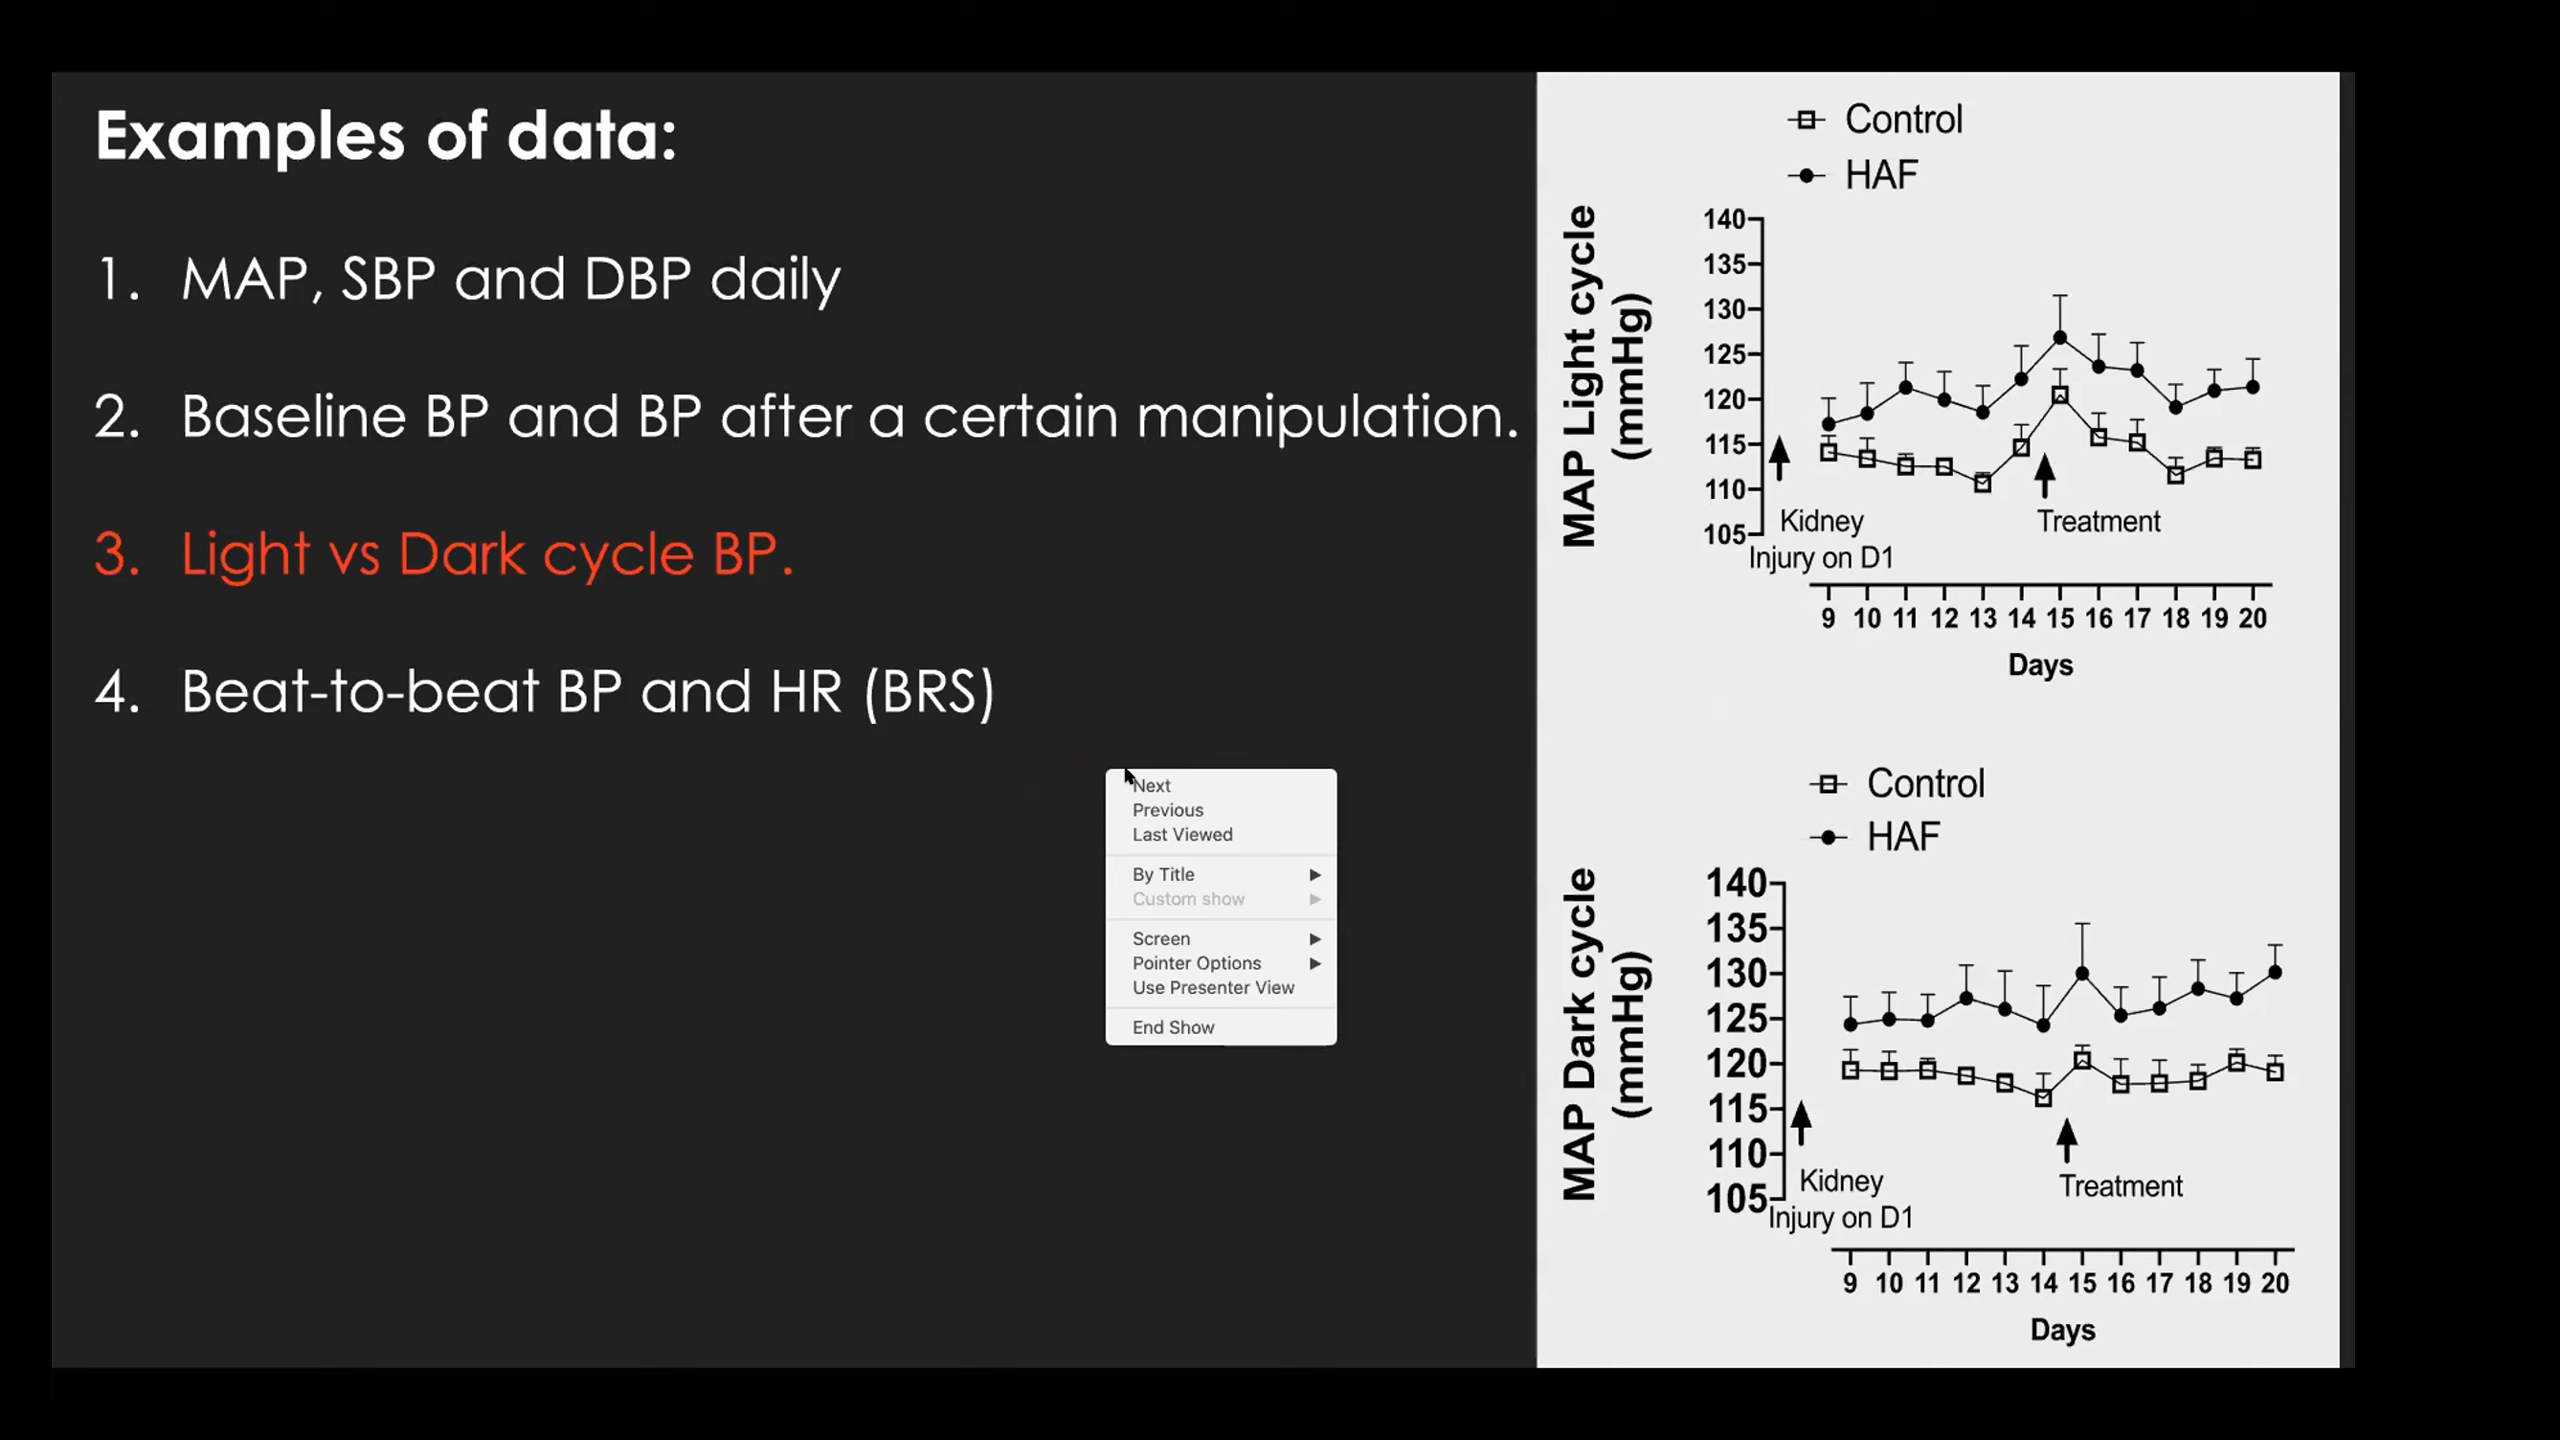 Examples of data:
1. MAP, SBP and DBP daily
2. Baseline BP and BP after a certain manipulation.
3. Light vs Dark cycle BP.
4. Beat-to-beat BP and HR (BRS)
Next
Previous
Last Viewed
By Title
Custom show
Screen
Pointer Options
Use Presenter View
End Show
Control
HAF
MAP Light cycle
(mmHg)
140
135
130
125
120
115
110
105
Kidney
Injury on D1
Treatment
9 10 11 12 13 14 15 16 17 18 19 20
Days
Control
HAF
MAP Dark cycle
(mmHg)
140
135
130
125
120
115
110
105
Kidney
Injury on D1
Treatment
9 10 11 12 13 14 15 16 17 18 19 20
Days